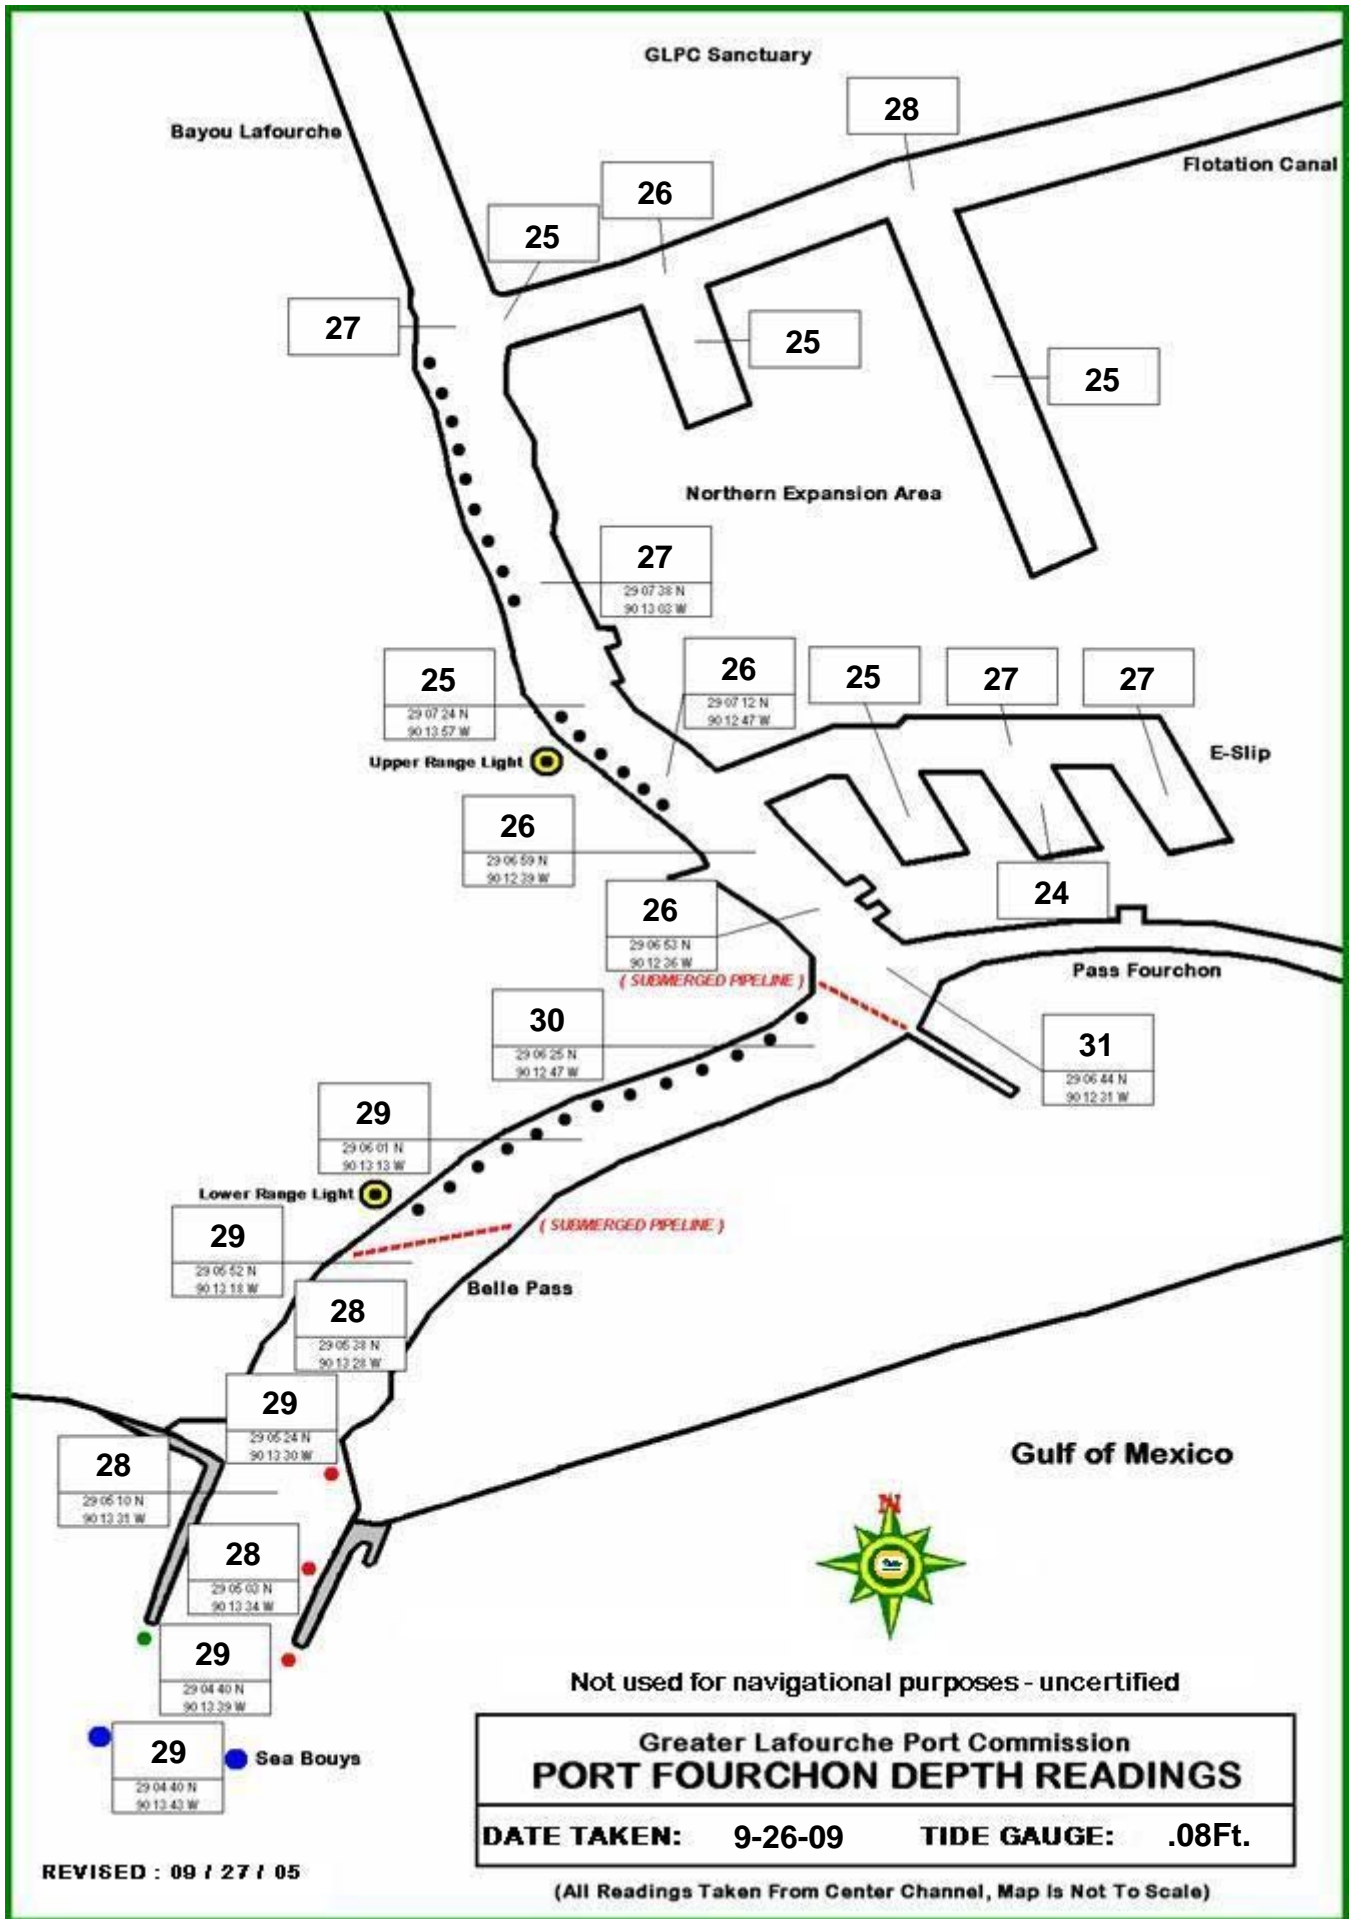 GLPC Sanctuary
28
Bayou Lafourche
Flotation Canal
26
25
27
25
25
Northern Expansion Area
27
29 07 38 N
90 13 03 W
25
29 07 24 N
90 13 57 W
26
29 07 12 N
90 12 47 W
25
27
27
Upper Range Light
E-Slip
26
29 06 59 N
90 12 39 W
24
26
29 06 53 N
90 12 36 W
( SUBMERGED PIPELINE )
Pass Fourchon
30
29 06 25 N
90 12 47 W
31
29 06 44 N
90 12 31 W
29
29 06 01 N
90 13 13 W
Lower Range Light
29
29 05 52 N
90 13 18 W
( SUBMERGED PIPELINE )
Belle Pass
28
29 05 38 N
90 13 28 W
29
29 05 24 N
90 13 30 W
Gulf of Mexico
28
29 05 10 N
90 13 31 W
N
28
29 05 03 N
90 13 34 W
29
29 04 40 N
90 13 39 W
Not used for navigational purposes - uncertified
29
29 04 40 N
90 13 43 W
Sea Bouys
Greater Lafourche Port Commission
PORT FOURCHON DEPTH READINGS
DATE TAKEN: 9-26-09 TIDE GAUGE: .08Ft.
REVISED : 09 / 27 / 05
(All Readings Taken From Center Channel, Map Is Not To Scale)